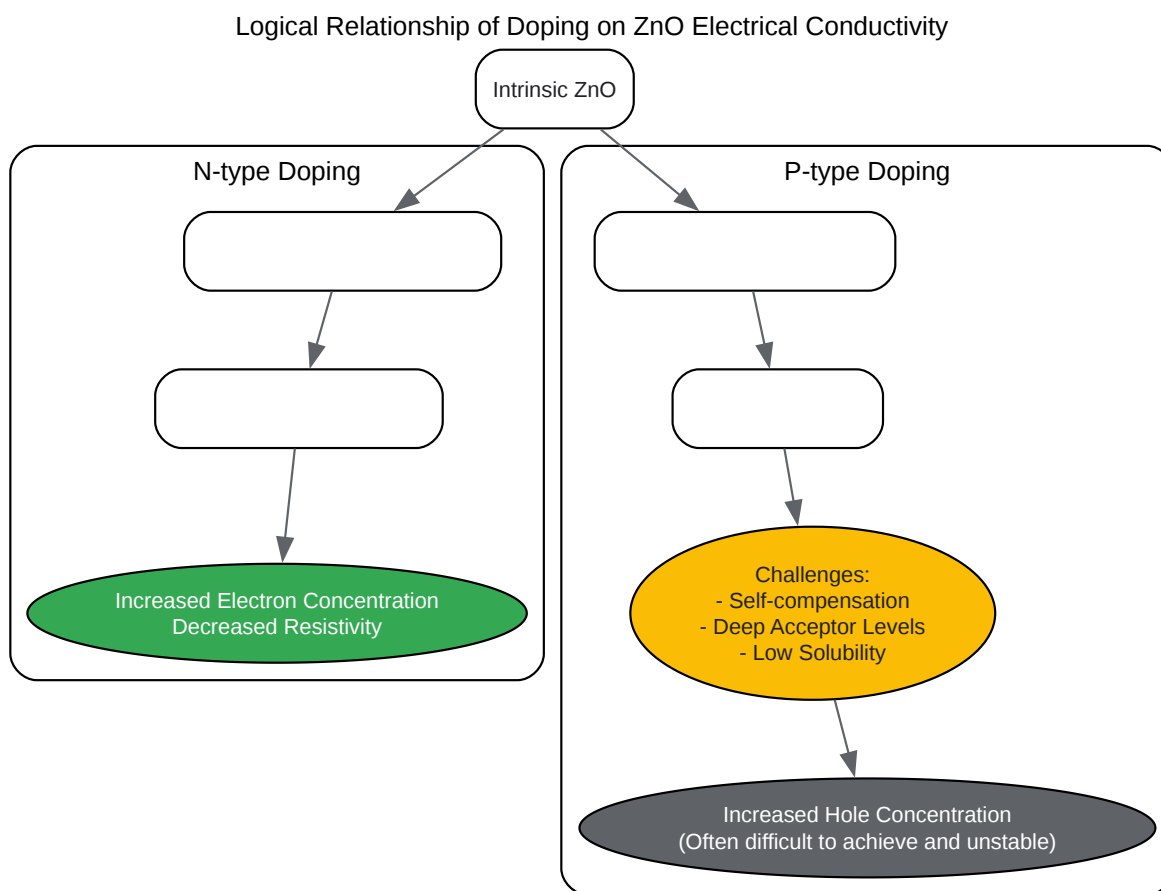 Logical Relationship of Doping on ZnO Electrical Conductivity
Intrinsic ZnO
N-type Doping
Increased Electron Concentration
Decreased Resistivity
P-type Doping
Challenges:
- Self-compensation
- Deep Acceptor Levels
- Low Solubility
Increased Hole Concentration
(Often difficult to achieve and unstable)